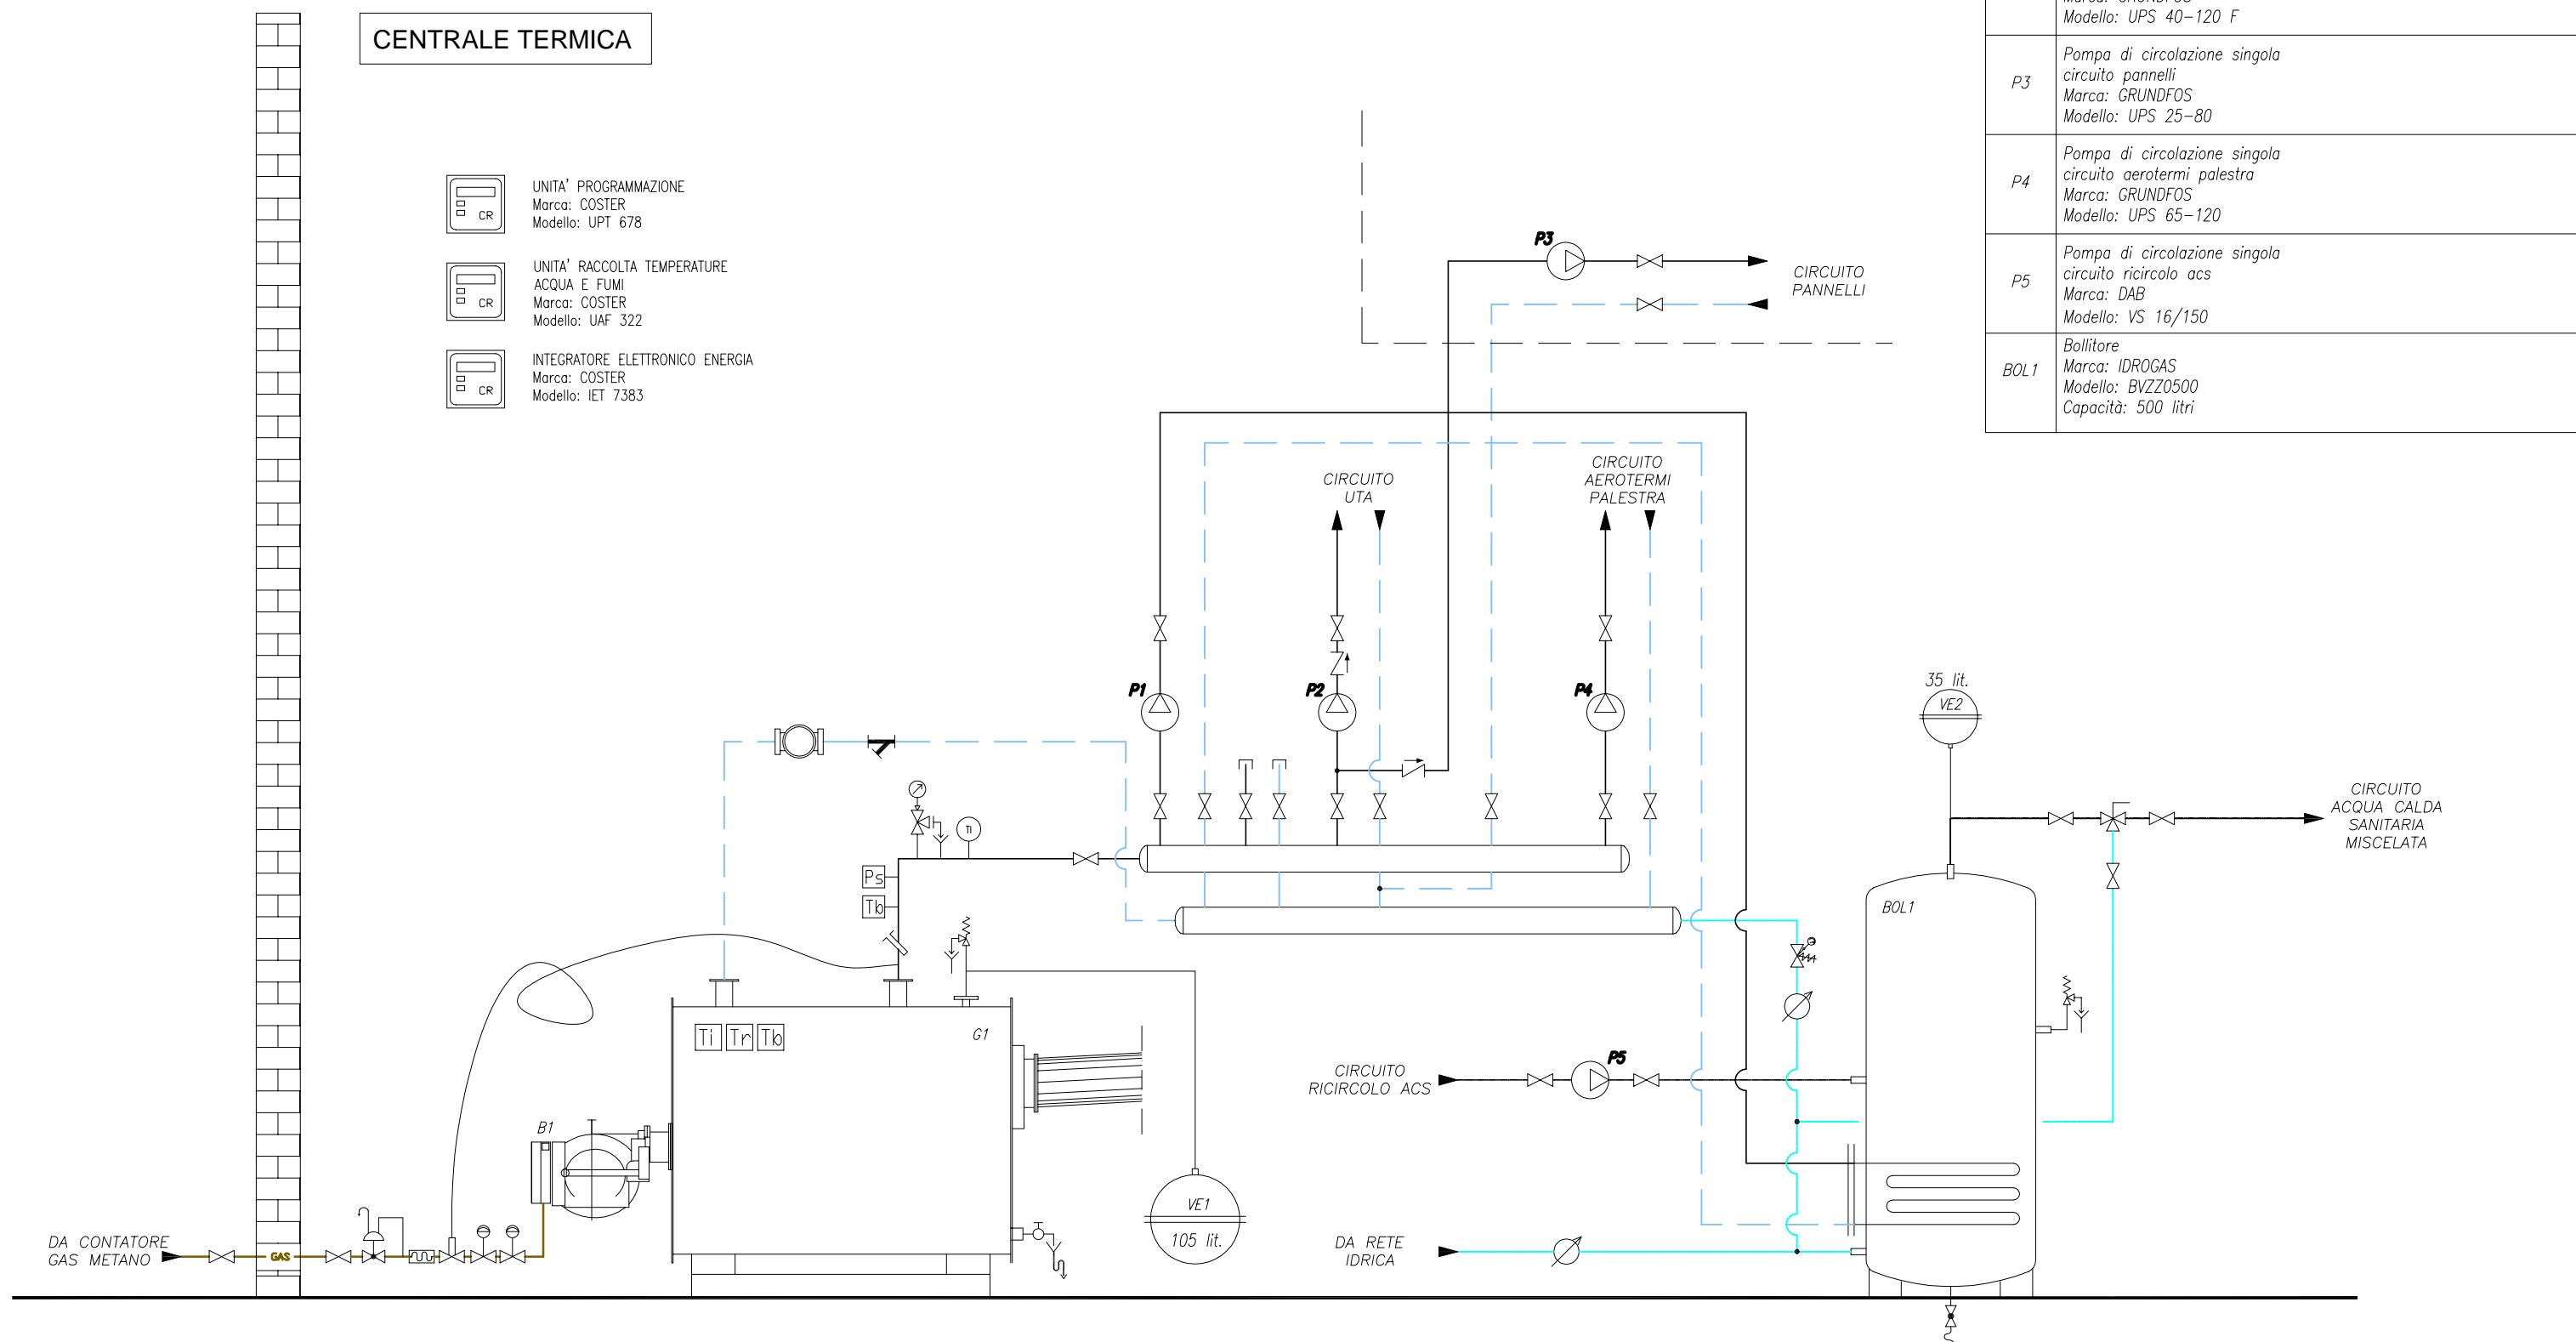 CENTRALE TERMICA
UNITA' PROGRAMMAZIONE
Marca: COSTER
Modello: UPT 678
CR
UNITA' RACCOLTA TEMPERATURE
ACQUA E FUMI
Marca: COSTER
Modello: UAF 322
CR
INTEGRATORE ELETTRONICO ENERGIA
Marca: COSTER
Modello: IET 7383
CR
Marca: GRUNDFOS
Modello: UPS 40-120 F
P3
Pompa di circolazione singola
circuito pannelli
Marca: GRUNDFOS
Modello: UPS 25-80
P4
Pompa di circolazione singola
circuito aerotermi palestra
Marca: GRUNDFOS
Modello: UPS 65-120
P5
Pompa di circolazione singola
circuito ricircolo acs
Marca: DAB
Modello: VS 16/150
BOL1
Bollitore
Marca: IDROGAS
Modello: BVZZ0500
Capacità: 500 litri
P3
CIRCUITO
PANNELLI
CIRCUITO
UTA
CIRCUITO
AEROTERMI
PALESTRA
P1
P2
P4
35 lit.
VE2
CIRCUITO
ACQUA CALDA
SANITARIA
MISCELATA
TI
Ps
Tb
BOL1
Ti Tr Tb
G1
P5
CIRCUITO
RICIRCOLO ACS
B1
VE1
105 lit.
DA CONTATORE
GAS METANO
GAS
DA RETE
IDRICA